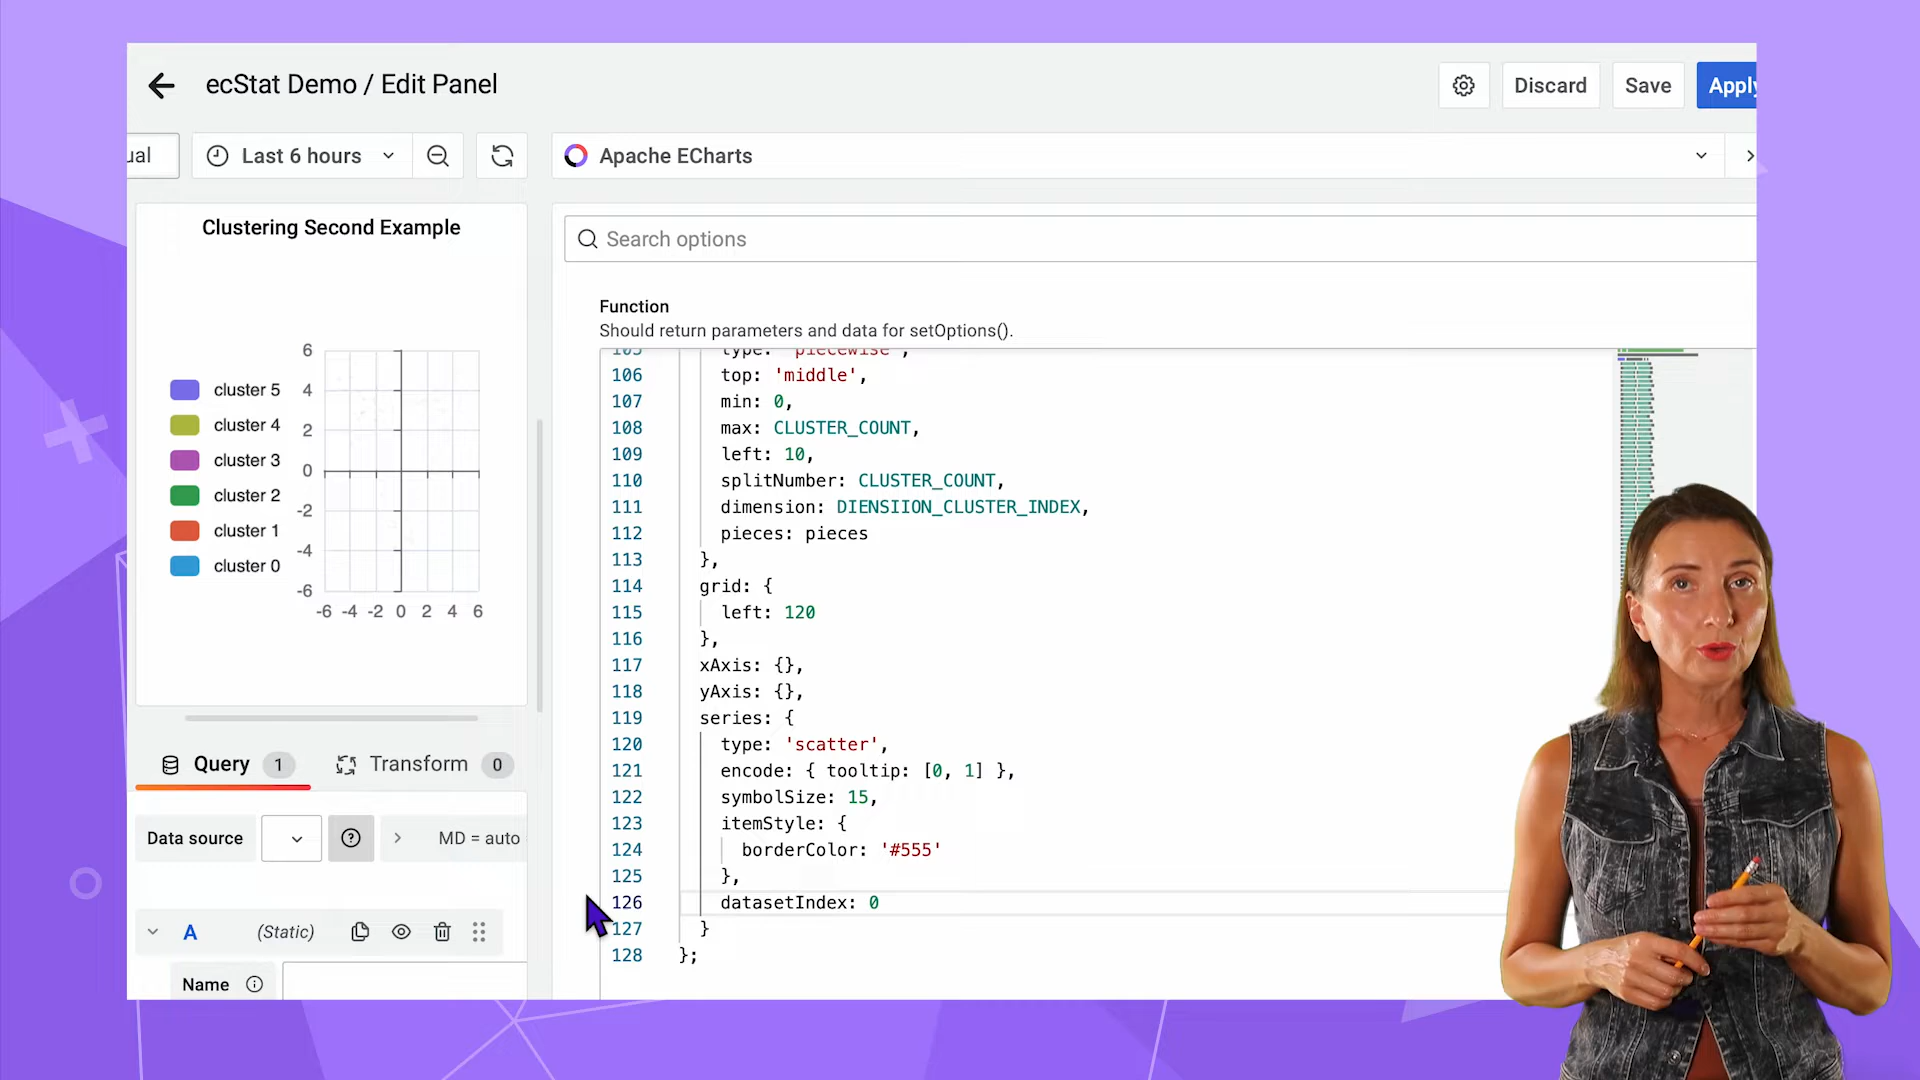 ecStat Demo / Edit Panel
Discard
Save
Apply
ual
Last 6 hours
Apache ECharts
Clustering Second Example
cluster 5
cluster 4
cluster 3
cluster 2
cluster 1
cluster 0
6
4
2
0
-2
-4
-6
-6 -4 -2 0 2 4 6
Query 1
Transform 0
Data source
MD = auto
A
(Static)
Name
Search options
Function
Should return parameters and data for setOptions().
105 type: 'piecewise',
106 top: 'middle',
107 min: 0,
108 max: CLUSTER_COUNT,
109 left: 10,
110 splitNumber: CLUSTER_COUNT,
111 dimension: DIENSIION_CLUSTER_INDEX,
112 pieces: pieces
113 },
114 grid: {
115 left: 120
116 },
117 xAxis: {},
118 yAxis: {},
119 series: {
120 type: 'scatter',
121 encode: { tooltip: [0, 1] },
122 symbolSize: 15,
123 itemStyle: {
124 borderColor: '#555'
125 },
126 datasetIndex: 0
127 }
128 };